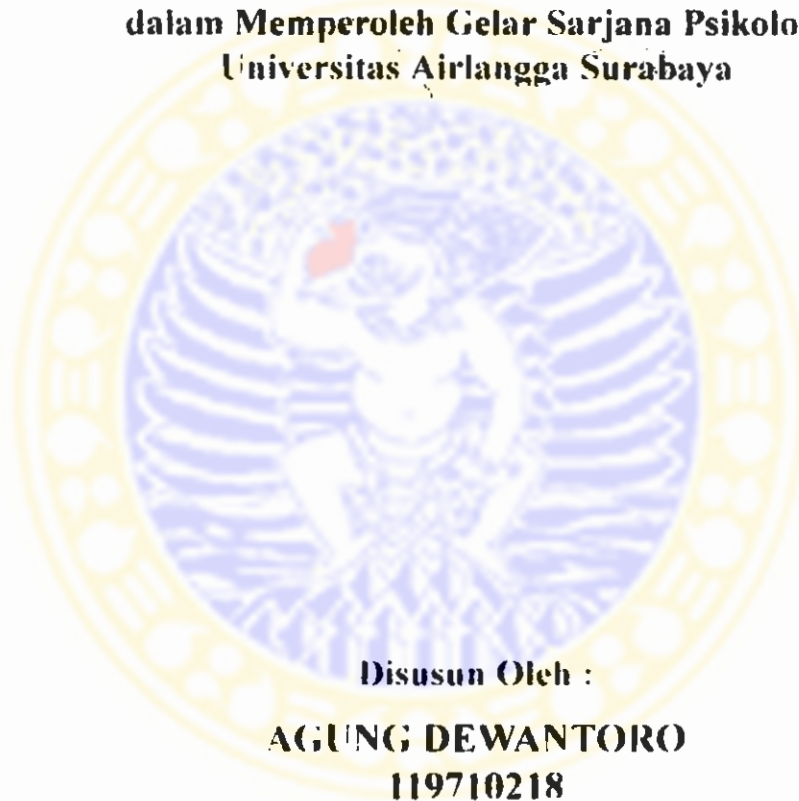 dalam Memperoleh Gelar Sarjana Psikolo
Universitas Airlangga Surabaya
Disusun Oleh :
AGUNG DEWANTORO
119710218